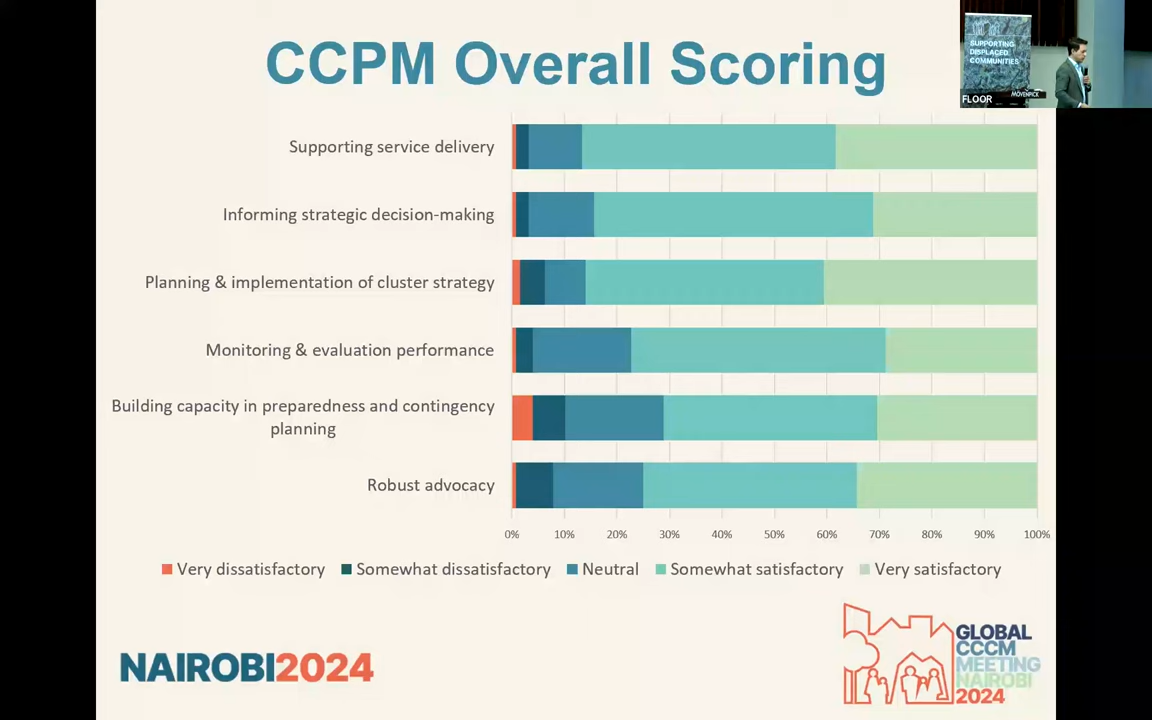 CCPM Overall Scoring
SUPPORTING
DISPLACED
COMMUNITIES
FLOOR
MÖVENPICK
Supporting service delivery
Informing strategic decision-making
Planning & implementation of cluster strategy
Monitoring & evaluation performance
Building capacity in preparedness and contingency
planning
Robust advocacy
0% 10% 20% 30% 40% 50% 60% 70% 80% 90% 100%
Very dissatisfactory Somewhat dissatisfactory Neutral Somewhat satisfactory Very satisfactory
NAIROBI2024
GLOBAL
CCCM
MEETING
NAIROBI
2024